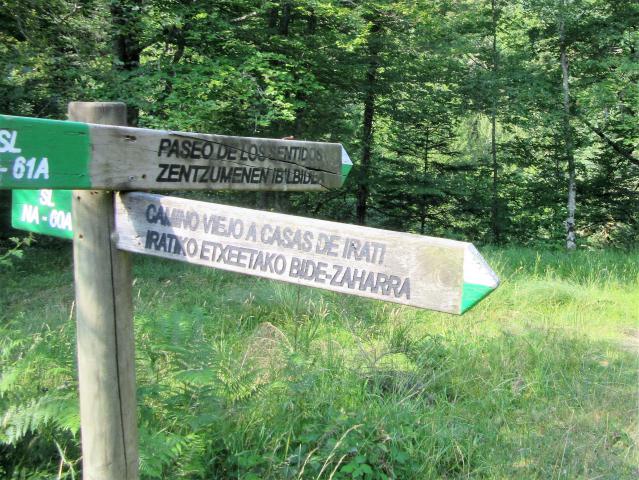 SL
- 61A
PASEO DE LOS SENTIDOS
ZENTZUMENEN IBILBIDEA
SL
NA - 60A
CAMINO VIEJO A CASAS DE IRATI
IRATIKO ETXEETAKO BIDE-ZAHARRA